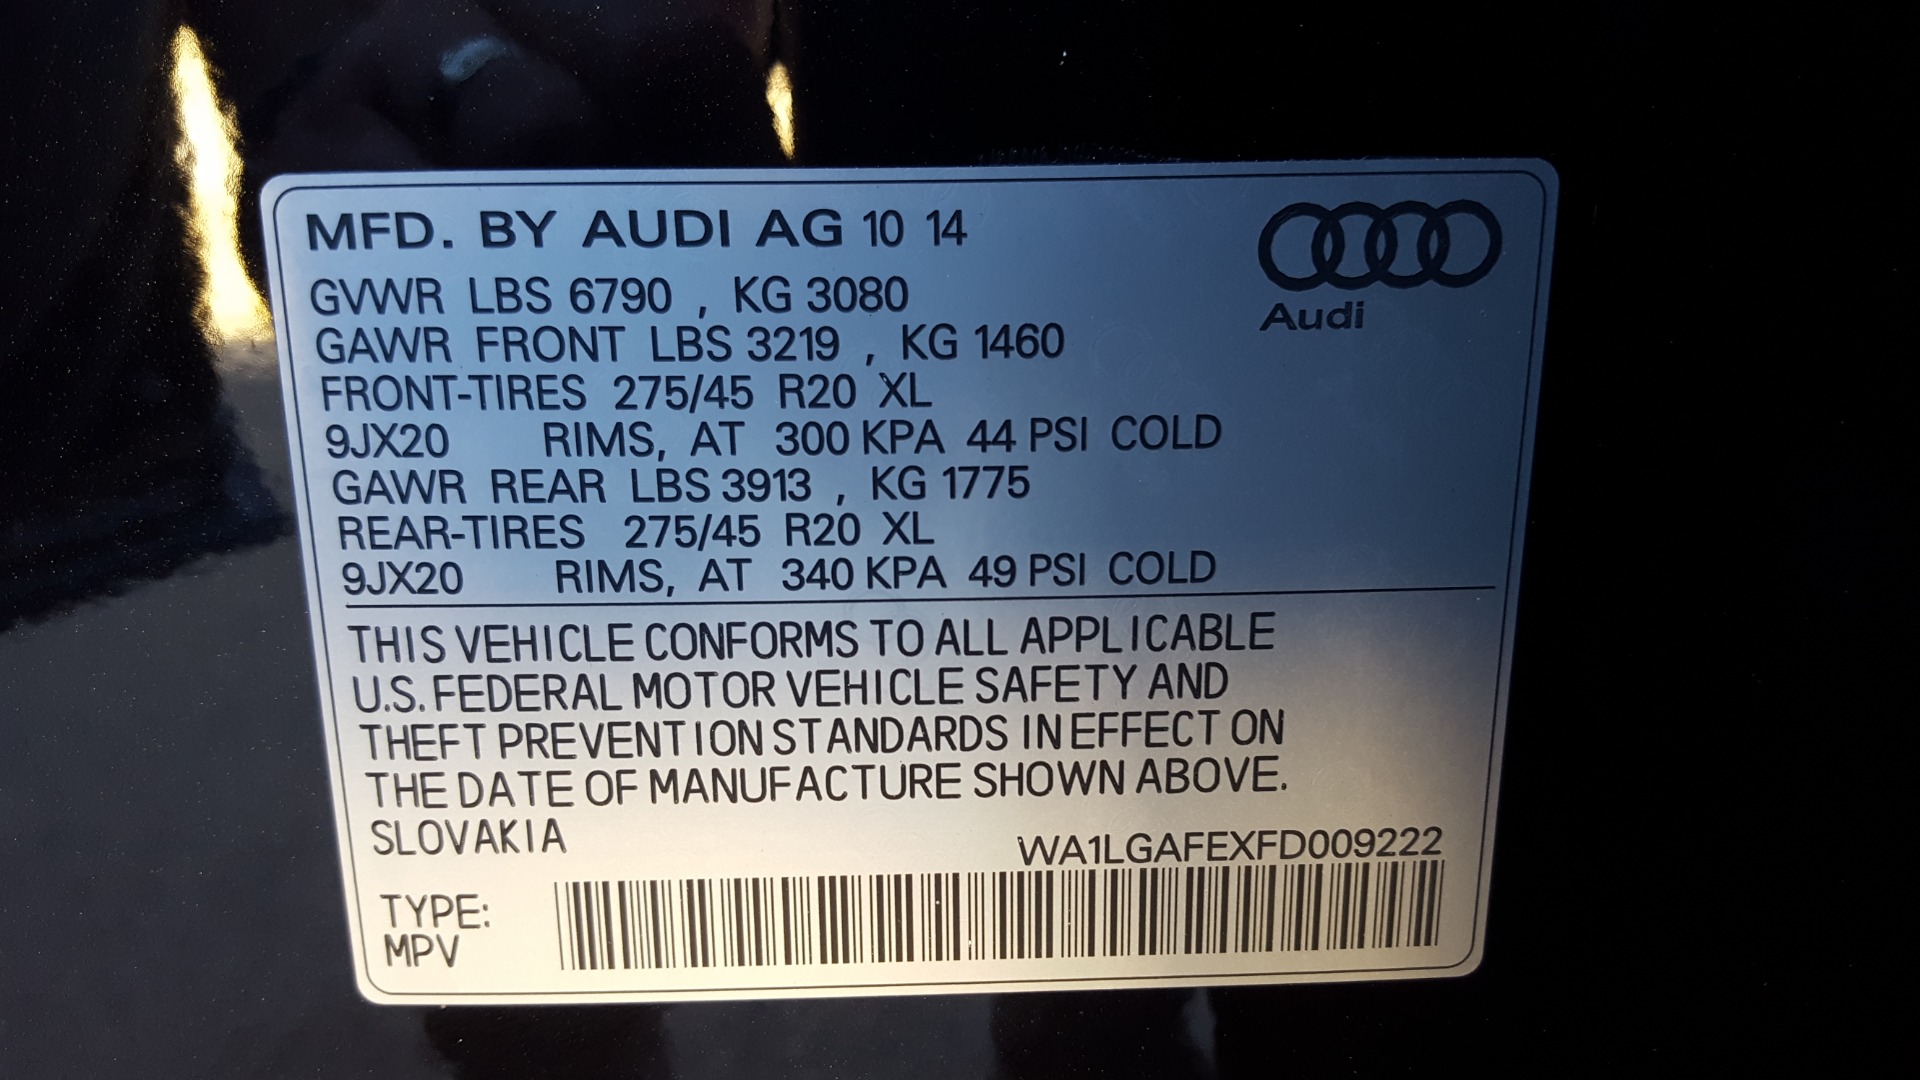 MFD. BY AUDI AG 10 14
Audi
GVWR LBS 6790 , KG 3080
GAWR FRONT LBS 3219 , KG 1460
FRONT-TIRES 275/45 R20 XL
9JX20 RIMS, AT 300 KPA 44 PSI COLD
GAWR REAR LBS 3913 , KG 1775
REAR-TIRES 275/45 R20 XL
9JX20 RIMS, AT 340 KPA 49 PSI COLD
THIS VEHICLE CONFORMS TO ALL APPLICABLE
U.S. FEDERAL MOTOR VEHICLE SAFETY AND
THEFT PREVENTION STANDARDS IN EFFECT ON
THE DATE OF MANUFACTURE SHOWN ABOVE.
SLOVAKIA
WA1LGAFEXFD009222
TYPE:
MPV